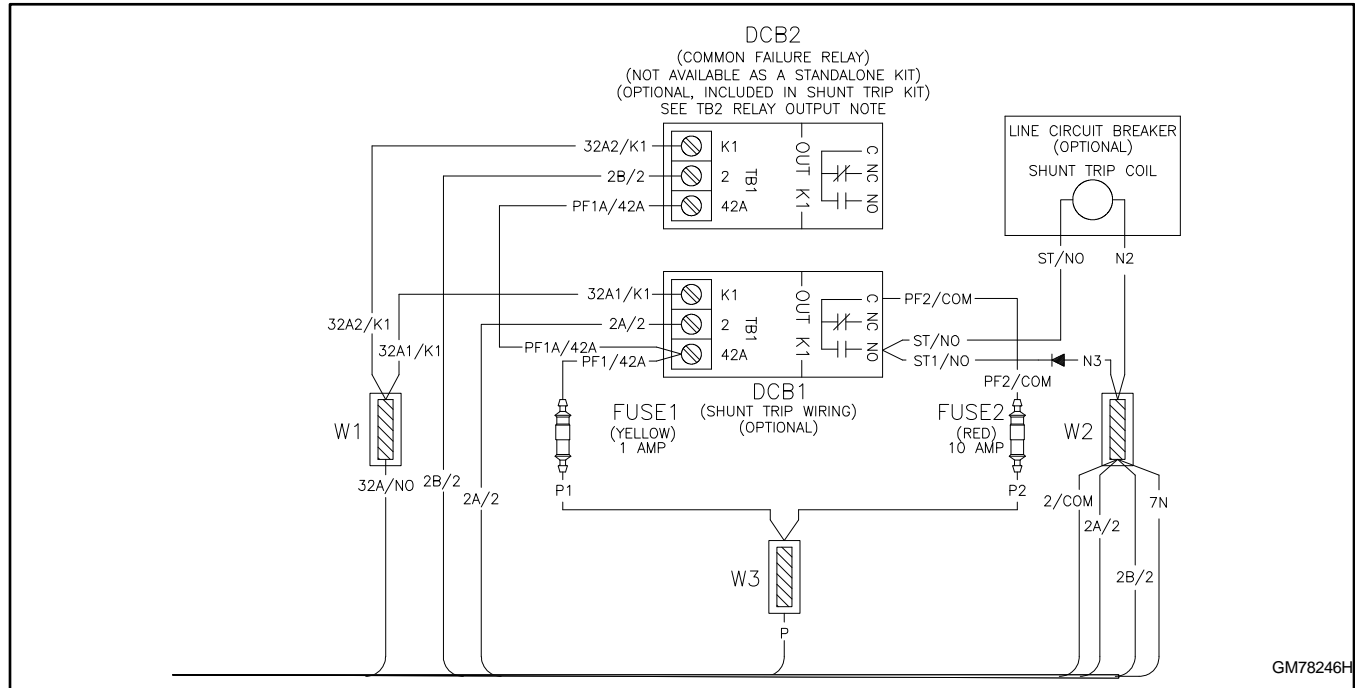 DCB2
(COMMON FAILURE RELAY)
(NOT AVAILABLE AS A STANDALONE KIT)
(OPTIONAL, INCLUDED IN SHUNT TRIP KIT)
SEE TB2 RELAY OUTPUT NOTE
32A2/K1
2B/2
PF1A/42A
K1
2
42A
TB1
OUT K1
C NC NO
LINE CIRCUIT BREAKER
(OPTIONAL)
SHUNT TRIP COIL
ST/NO
N2
32A1/K1
2A/2
PF1A/42A
PF1/42A
K1
2
42A
TB1
OUT K1
C NC NO
PF2/COM
ST/NO
ST1/NO
N3
PF2/COM
32A2/K1
32A1/K1
DCB1
(SHUNT TRIP WIRING)
(OPTIONAL)
FUSE1
(YELLOW)
1 AMP
FUSE2
(RED)
10 AMP
W1
W2
32A/NO
2B/2
2A/2
P1
P2
2/COM
2A/2
2B/2
7N
W3
P
GM78246H